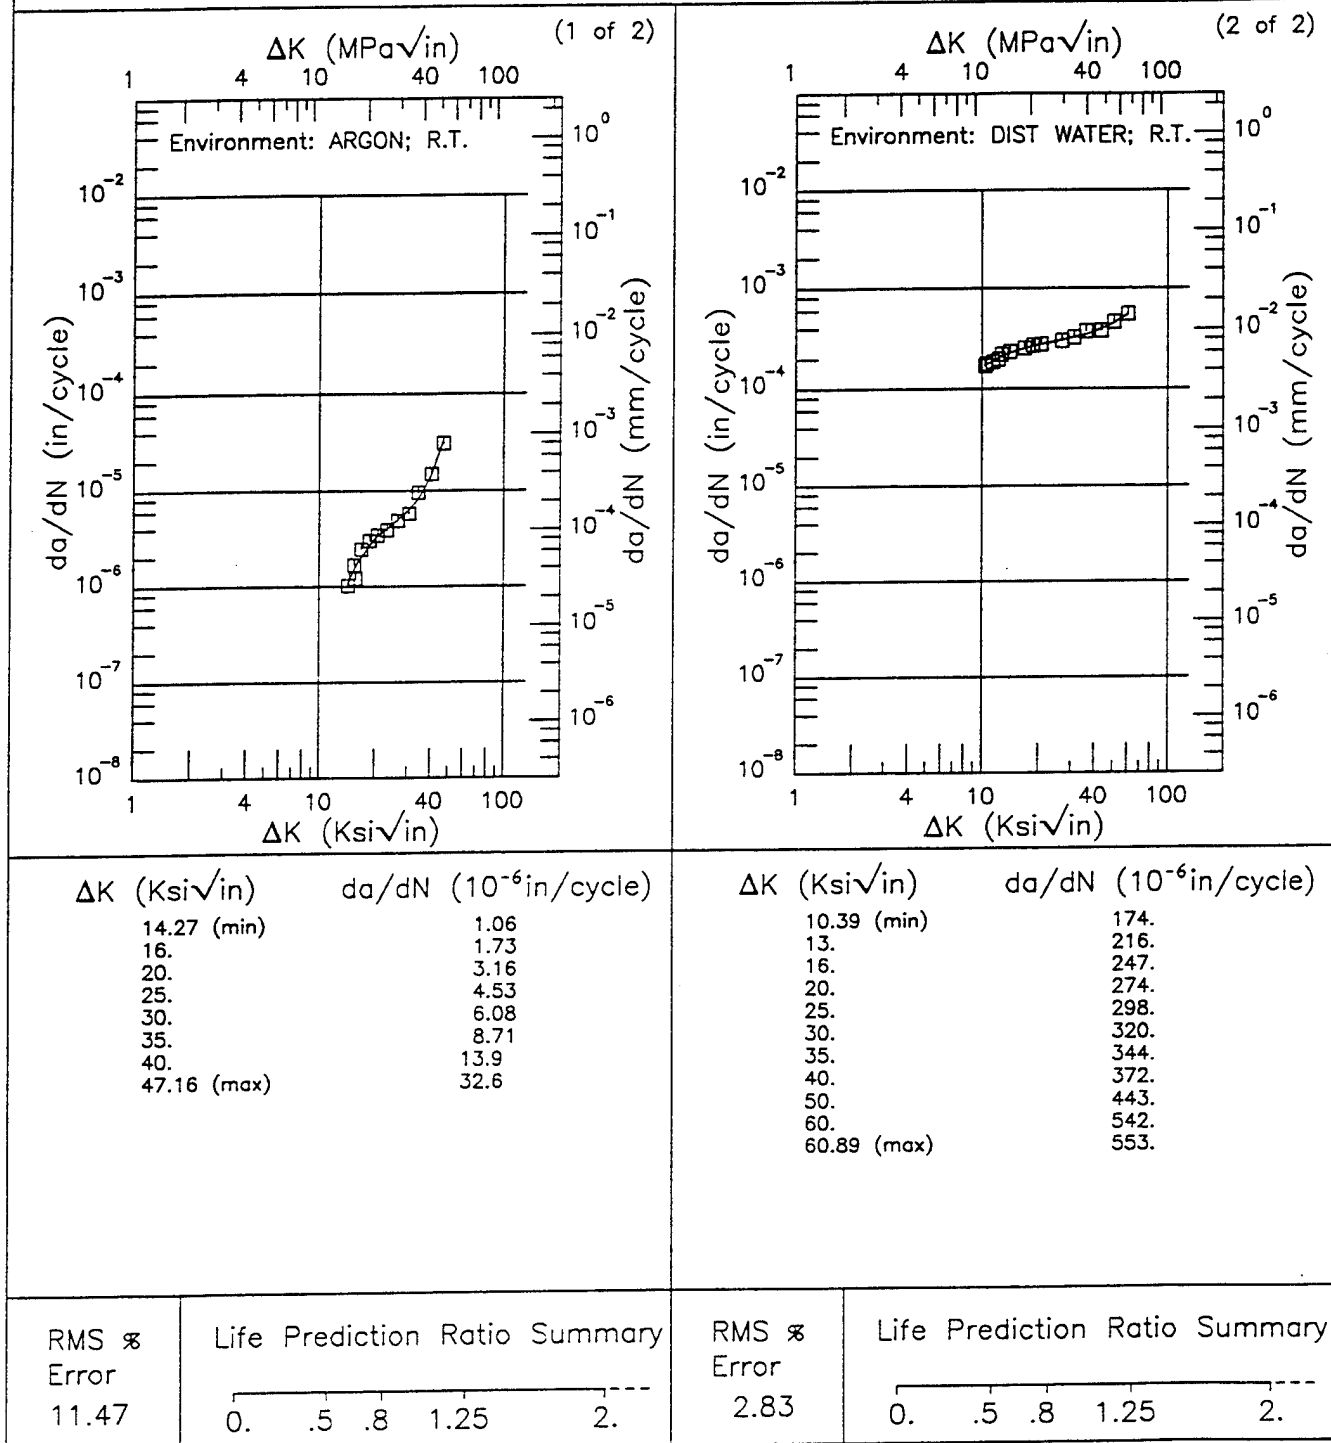 (1 of 2)
ΔK (MPa√in)
1 4 10 40 100
Environment: ARGON; R.T.
da/dN (in/cycle)
10⁻²
10⁻³
10⁻⁴
10⁻⁵
10⁻⁶
10⁻⁷
10⁻⁸
10⁰
10⁻¹
10⁻²
10⁻³
10⁻⁴
10⁻⁵
10⁻⁶
da/dN (mm/cycle)
1 4 10 40 100
ΔK (Ksi√in)
(2 of 2)
ΔK (MPa√in)
1 4 10 40 100
Environment: DIST WATER; R.T.
da/dN (in/cycle)
10⁻²
10⁻³
10⁻⁴
10⁻⁵
10⁻⁶
10⁻⁷
10⁻⁸
10⁰
10⁻¹
10⁻²
10⁻³
10⁻⁴
10⁻⁵
10⁻⁶
da/dN (mm/cycle)
1 4 10 40 100
ΔK (Ksi√in)
ΔK (Ksi√in) da/dN (10⁻⁶in/cycle)
14.27 (min) 1.06
16. 1.73
20. 3.16
25. 4.53
30. 6.08
35. 8.71
40. 13.9
47.16 (max) 32.6
ΔK (Ksi√in) da/dN (10⁻⁶in/cycle)
10.39 (min) 174.
13. 216.
16. 247.
20. 274.
25. 298.
30. 320.
35. 344.
40. 372.
50. 443.
60. 542.
60.89 (max) 553.
RMS %
Error
11.47
Life Prediction Ratio Summary
0. .5 .8 1.25 2.
RMS %
Error
2.83
Life Prediction Ratio Summary
0. .5 .8 1.25 2.